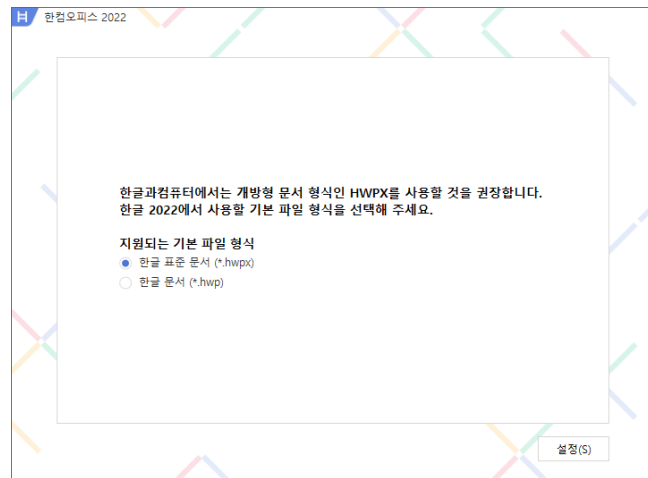 한컴오피스 2022
한글과컴퓨터에서는 개방형 문서 형식인 HWPX를 사용할 것을 권장합니다.
한글 2022에서 사용할 기본 파일 형식을 선택해 주세요.
지원되는 기본 파일 형식
한글 표준 문서 (*.hwpx)
한글 문서 (*.hwp)
설정(S)